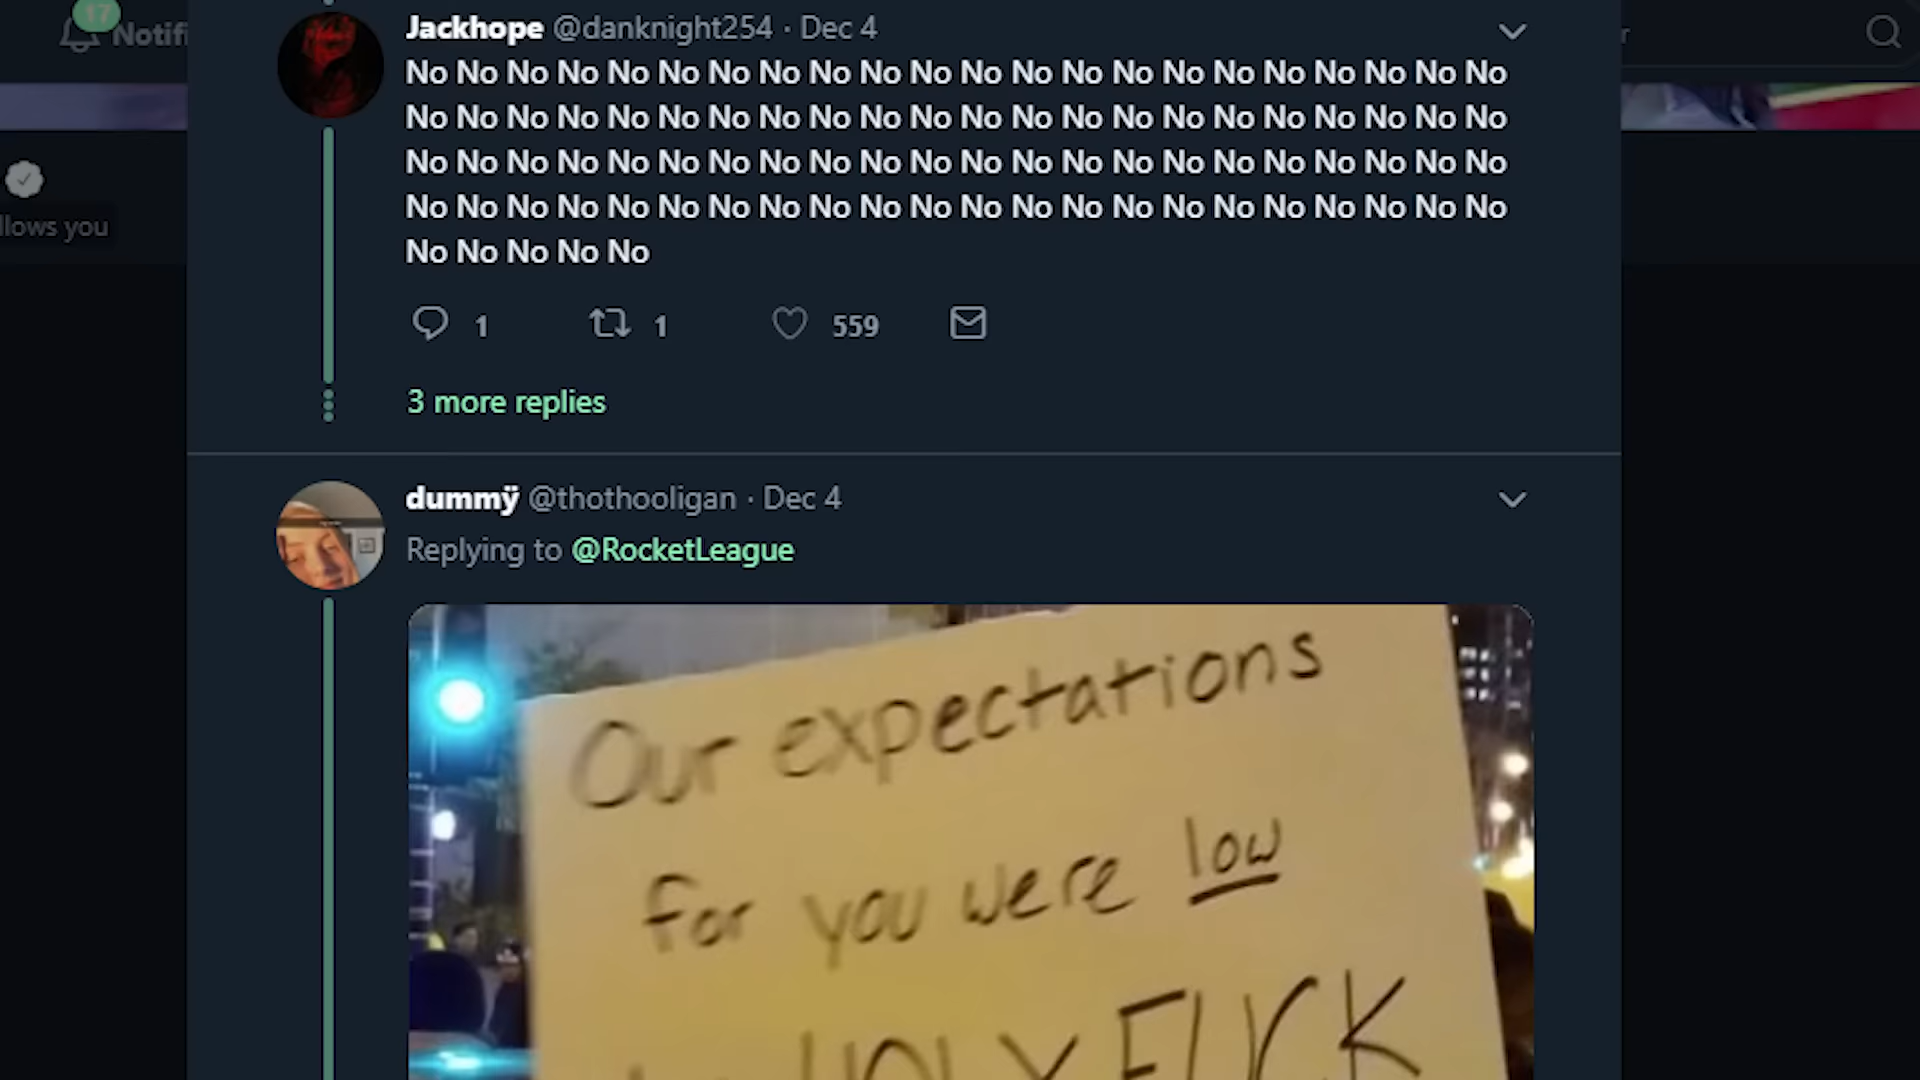 17
Notifi
Jackhope @danknight254 · Dec 4
No No No No No No No No No No No No No No No No No No No No No No
No No No No No No No No No No No No No No No No No No No No No No
No No No No No No No No No No No No No No No No No No No No No No
No No No No No No No No No No No No No No No No No No No No No No
No No No No No
llows you
1 1 559
3 more replies
dummÿ @thothooligan · Dec 4
Replying to @RocketLeague
Our expectations
for you were low
HOLY FUCK